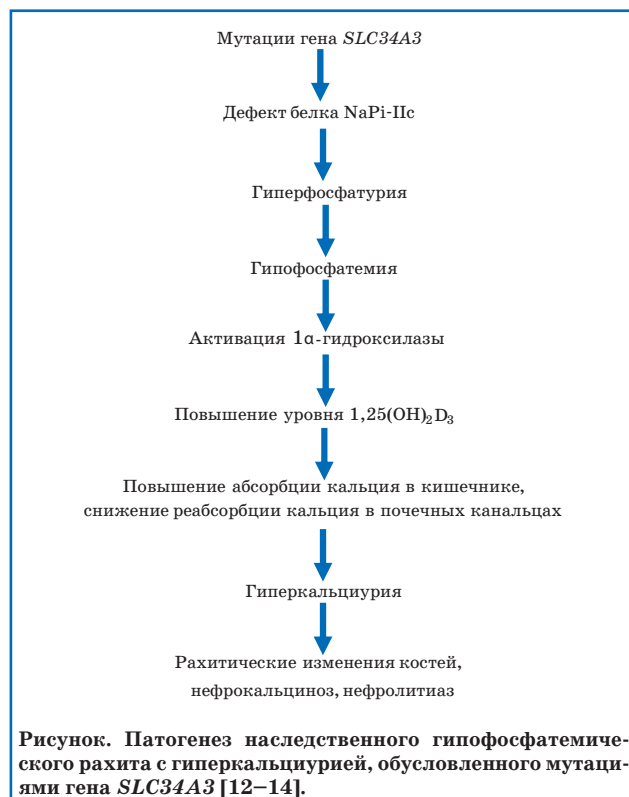 Мутации гена SLC34A3
Дефект белка NaPi-IIc
Гиперфосфатурия
Гипофосфатемия
Активация 1α-гидроксилазы
Повышение уровня 1,25(OH)₂D₃
Повышение абсорбции кальция в кишечнике,
снижение реабсорбции кальция в почечных канальцах
Гиперкальциурия
Рахитические изменения костей,
нефрокальциноз, нефролитиаз
Рисунок. Патогенез наследственного гипофосфатемиче-
ского рахита с гиперкальциурией, обусловленного мутац-
иями гена SLC34A3 [12–14].